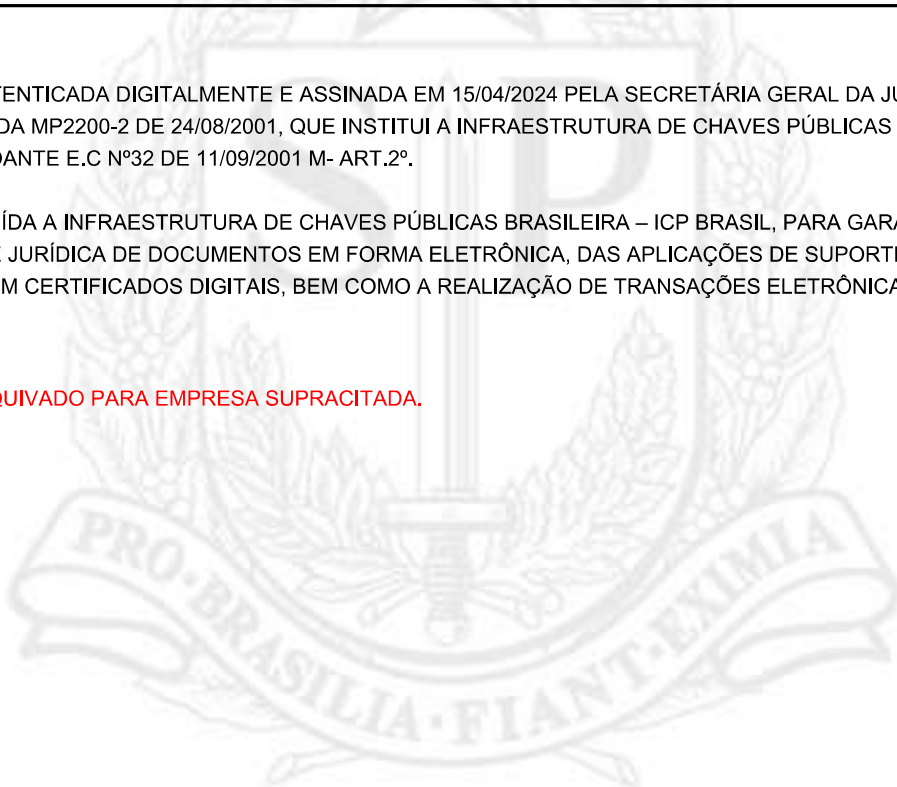 TENTICADA DIGITALMENTE E ASSINADA EM 15/04/2024 PELA SECRETÁRIA GERAL DA JU
DA MP2200-2 DE 24/08/2001, QUE INSTITUI A INFRAESTRUTURA DE CHAVES PÚBLICAS
DANTE E.C Nº32 DE 11/09/2001 M- ART.2º.
ÍDA A INFRAESTRUTURA DE CHAVES PÚBLICAS BRASILEIRA – ICP BRASIL, PARA GARA
E JURÍDICA DE DOCUMENTOS EM FORMA ELETRÔNICA, DAS APLICAÇÕES DE SUPORTE
M CERTIFICADOS DIGITAIS, BEM COMO A REALIZAÇÃO DE TRANSAÇÕES ELETRÔNICA
QUIVADO PARA EMPRESA SUPRACITADA.
SP
PRO·BRASILIA·FIANT·EXIMIA